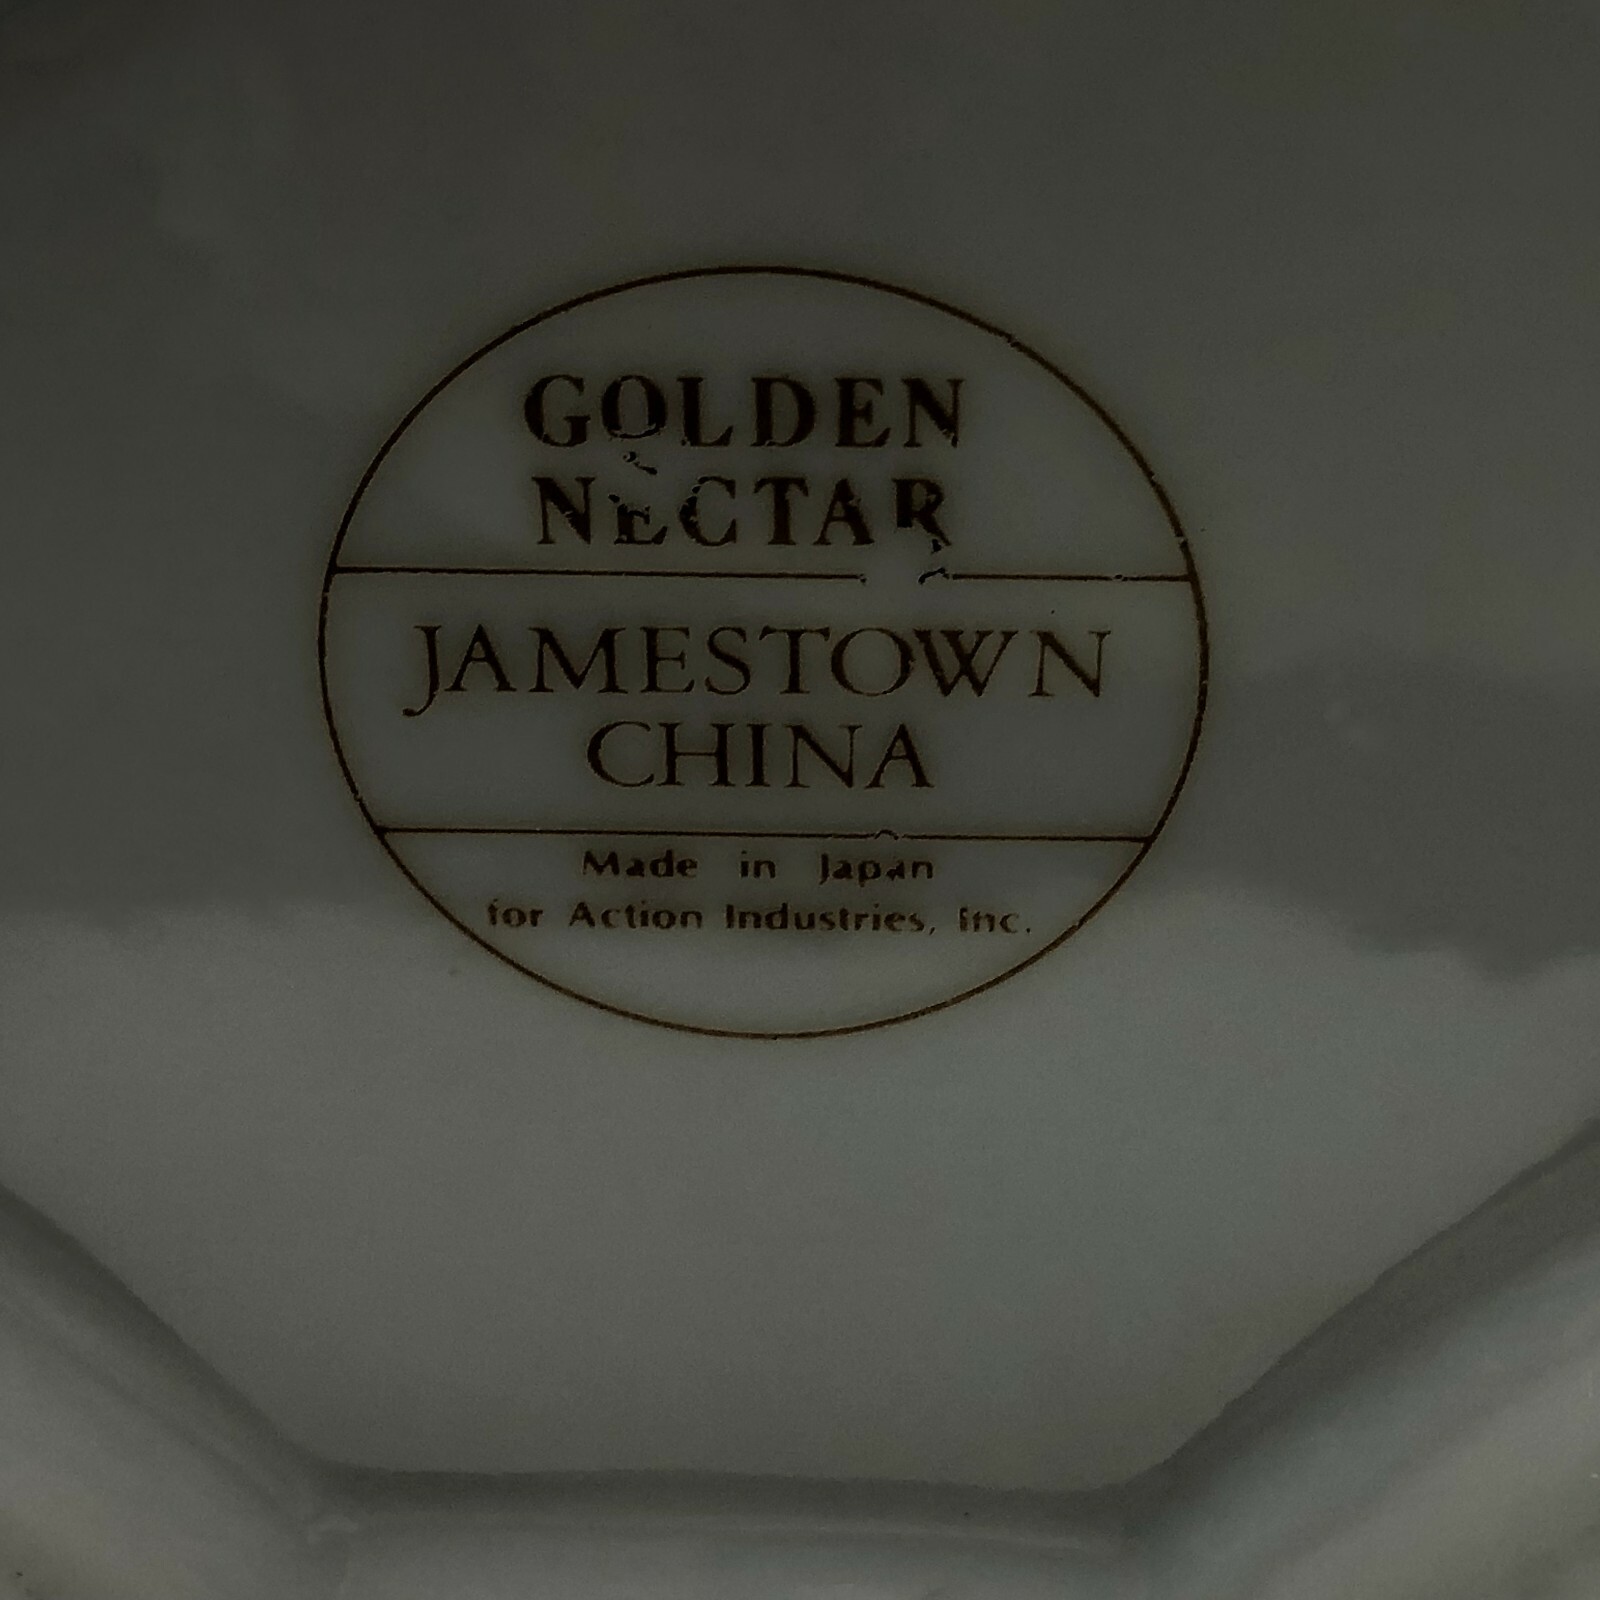 GOLDEN
NECTAR
JAMESTOWN
CHINA
Made in Japan
for Action Industries, Inc.